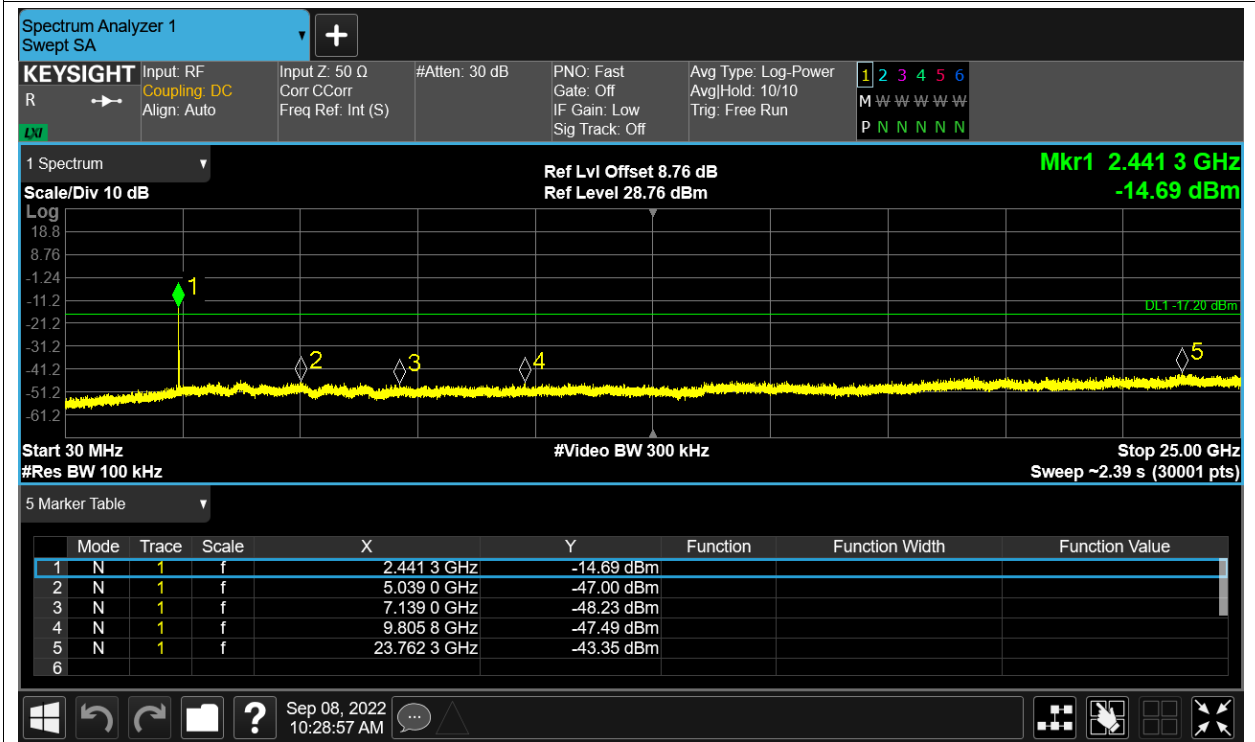 Spectrum Analyzer 1
Swept SA
KEYSIGHT
R
LXI
Input: RF
Coupling: DC
Align: Auto
Input Z: 50 Ω
Corr CCorr
Freq Ref: Int (S)
#Atten: 30 dB
PNO: Fast
Gate: Off
IF Gain: Low
Sig Track: Off
Avg Type: Log-Power
Avg|Hold: 10/10
Trig: Free Run
1 2 3 4 5 6
M W W W W W
P N N N N N
1 Spectrum
Scale/Div 10 dB
Ref Lvl Offset 8.76 dB
Ref Level 28.76 dBm
Mkr1 2.441 3 GHz
-14.69 dBm
Log
18.8
8.76
-1.24
-11.2
-21.2
-31.2
-41.2
-51.2
-61.2
1
2
3
4
5
DL1 -17.20 dBm
Start 30 MHz
#Video BW 300 kHz
Stop 25.00 GHz
#Res BW 100 kHz
Sweep ~2.39 s (30001 pts)
5 Marker Table
Mode Trace Scale X Y Function Function Width Function Value
1 N 1 f 2.441 3 GHz -14.69 dBm
2 N 1 f 5.039 0 GHz -47.00 dBm
3 N 1 f 7.139 0 GHz -48.23 dBm
4 N 1 f 9.805 8 GHz -47.49 dBm
5 N 1 f 23.762 3 GHz -43.35 dBm
6
?
Sep 08, 2022
10:28:57 AM